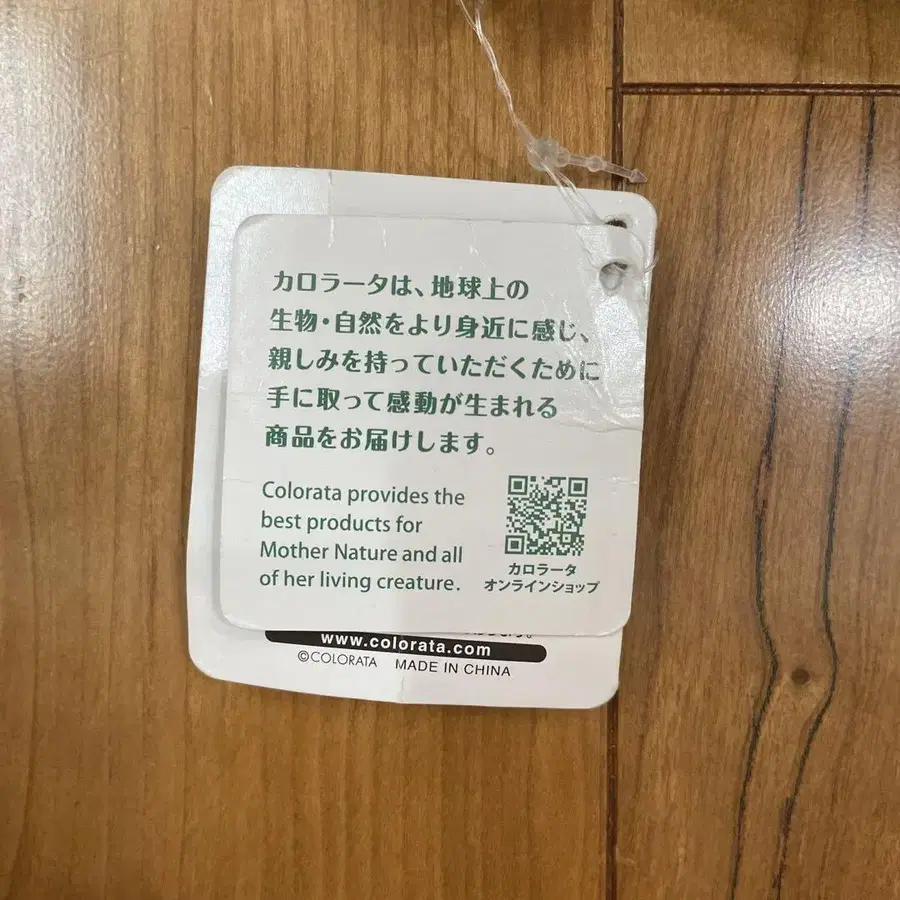 カロラータは、地球上の
生物・自然をより身近に感じ、
親しみを持っていただくために
手に取って感動が生まれる
商品をお届けします。
Colorata provides the
best products for
Mother Nature and all
of her living creature.
カロラータ
オンラインショップ
www.colorata.com
©COLORATA MADE IN CHINA